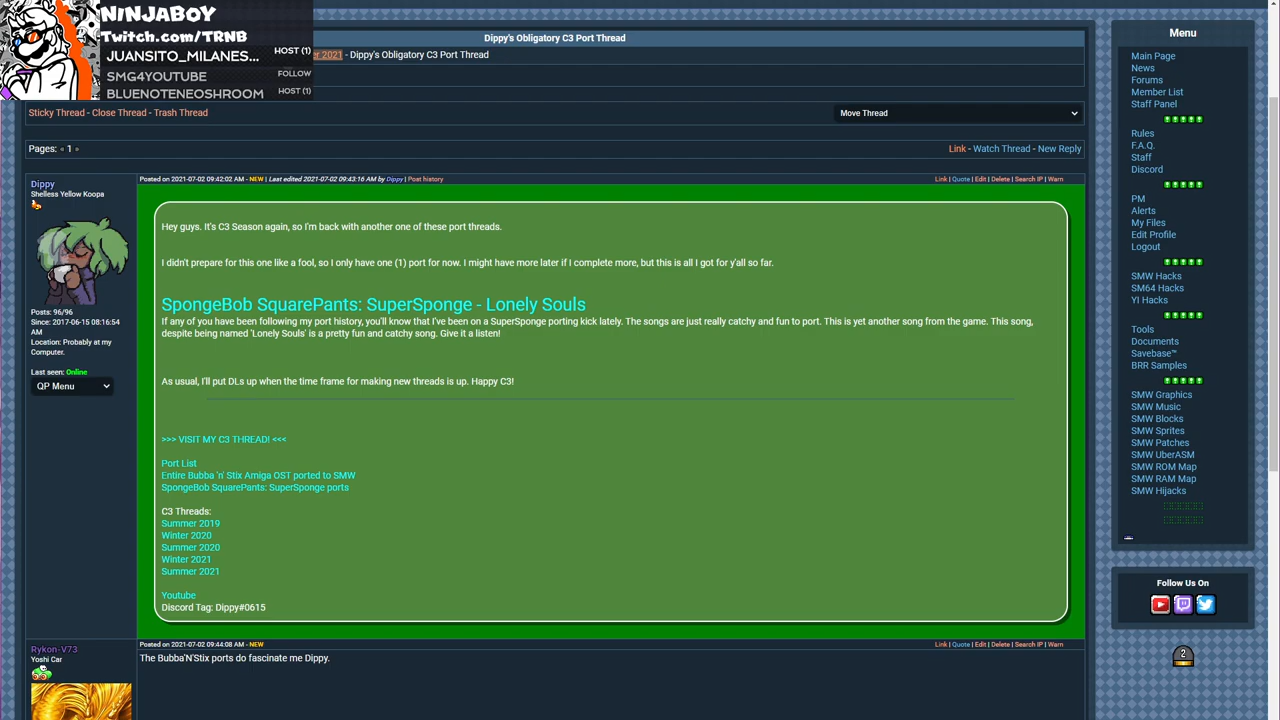 NINJABOY
Twitch.com/TRNB
JUANSITO_MILANES... HOST (1)
SMG4YOUTUBE FOLLOW
BLUENOTENEOSHROOM HOST (1)
Dippy's Obligatory C3 Port Thread
2021 - Dippy's Obligatory C3 Port Thread
Sticky Thread - Close Thread - Trash Thread
Move Thread
Pages: « 1 »
Link - Watch Thread - New Reply
Dippy
Shelless Yellow Koopa
Posts: 96/96
Since: 2017-06-15 08:16:54
AM
Location: Probably at my
Computer.
Last seen: Online
QP Menu
Posted on 2021-07-02 09:42:02 AM - NEW | Last edited 2021-07-02 09:43:16 AM by Dippy | Post history
Link | Quote | Edit | Delete | Search IP | Warn
Hey guys. It's C3 Season again, so I'm back with another one of these port threads.
I didn't prepare for this one like a fool, so I only have one (1) port for now. I might have more later if I complete more, but this is all I got for y'all so far.
SpongeBob SquarePants: SuperSponge - Lonely Souls
If any of you have been following my port history, you'll know that I've been on a SuperSponge porting kick lately. The songs are just really catchy and fun to port. This is yet another song from the game. This song,
despite being named 'Lonely Souls' is a pretty fun and catchy song. Give it a listen!
As usual, I'll put DLs up when the time frame for making new threads is up. Happy C3!
>>> VISIT MY C3 THREAD! <<<
Port List
Entire Bubba 'n' Stix Amiga OST ported to SMW
SpongeBob SquarePants: SuperSponge ports
C3 Threads:
Summer 2019
Winter 2020
Summer 2020
Winter 2021
Summer 2021
Youtube
Discord Tag: Dippy#0615
Rykon-V73
Yoshi Car
Posted on 2021-07-02 09:44:08 AM - NEW
Link | Quote | Edit | Delete | Search IP | Warn
The Bubba'N'Stix ports do fascinate me Dippy.
Menu
Main Page
News
Forums
Member List
Staff Panel
Rules
F.A.Q.
Staff
Discord
PM
Alerts
My Files
Edit Profile
Logout
SMW Hacks
SM64 Hacks
YI Hacks
Tools
Documents
Savebase™
BRR Samples
SMW Graphics
SMW Music
SMW Blocks
SMW Sprites
SMW Patches
SMW UberASM
SMW ROM Map
SMW RAM Map
SMW Hijacks
Follow Us On
2